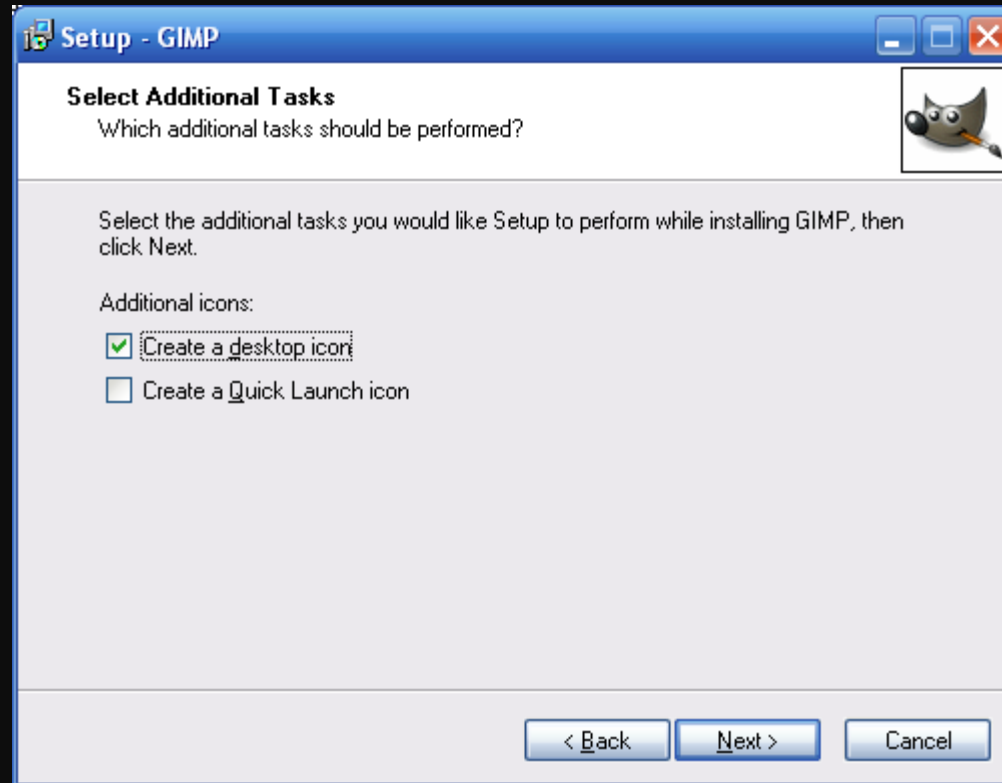 Setup - GIMP
Select Additional Tasks
Which additional tasks should be performed?
Select the additional tasks you would like Setup to perform while installing GIMP, then
click Next.
Additional icons:
Create a desktop icon
Create a Quick Launch icon
< Back
Next >
Cancel